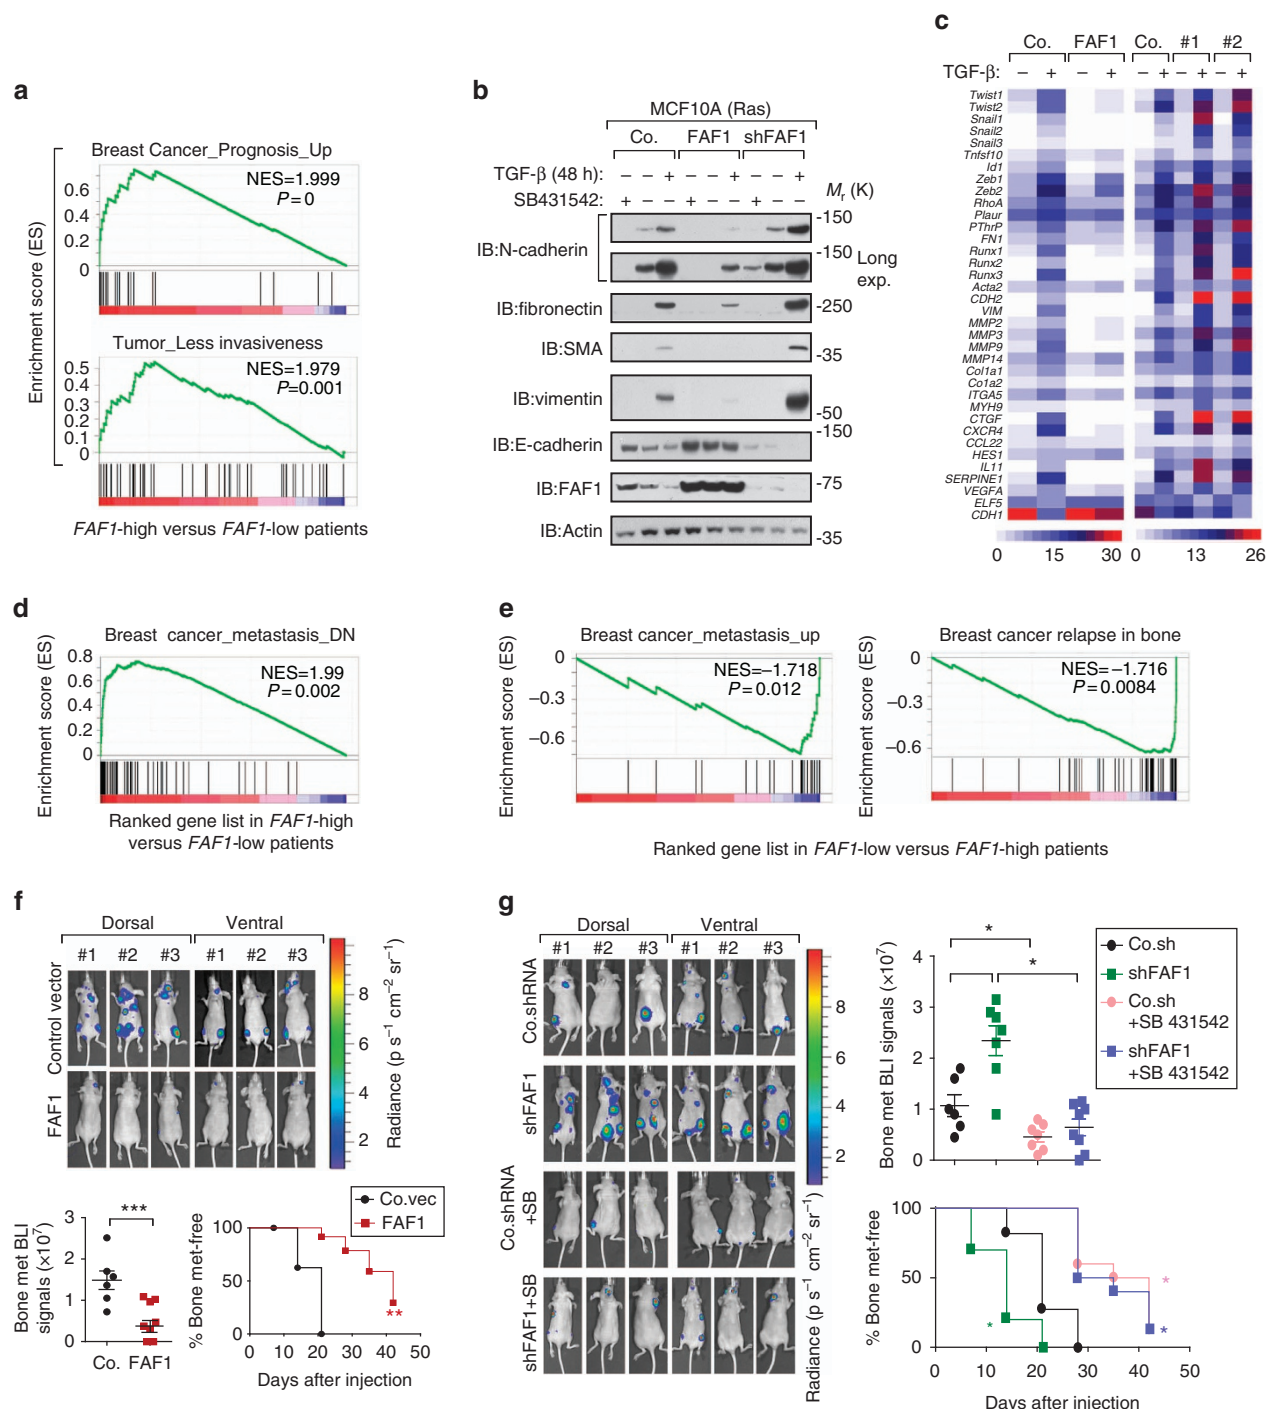 a
Breast Cancer_Prognosis_Up
NES=1.999
P=0
0.6
0.4
0.2
0
Enrichment score (ES)
Tumor_Less invasiveness
NES=1.979
P=0.001
0.5
0.4
0.3
0.2
0.1
0
FAF1-high versus FAF1-low patients
b
MCF10A (Ras)
Co. FAF1 shFAF1
TGF-β (48 h): – – + – – + – – +
SB431542: + – – + – – + – –
Mr (K)
IB:N-cadherin
-150
-150
Long exp.
IB:fibronectin -250
IB:SMA -35
IB:vimentin -50
IB:E-cadherin -150
IB:FAF1 -75
IB:Actin -35
c
Co. FAF1 Co. #1 #2
TGF-β: – + – + – + – + – +
Twist1
Twist2
Snail1
Snail2
Snail3
Tnfsf10
Id1
Zeb1
Zeb2
RhoA
Plaur
PThrP
FN1
Runx1
Runx2
Runx3
Acta2
CDH2
VIM
MMP2
MMP3
MMP9
MMP14
Col1a1
Co1a2
ITGA5
MYH9
CTGF
CXCR4
CCL22
HES1
IL11
SERPINE1
VEGFA
ELF5
CDH1
0 15 30 0 13 26
d
Breast cancer_metastasis_DN
NES=1.99
P=0.002
0.8
0.6
0.4
0.2
0
Enrichment score (ES)
Ranked gene list in FAF1-high
versus FAF1-low patients
e
Breast cancer_metastasis_up
NES=–1.718
P=0.012
0
–0.3
–0.6
Enrichment score (ES)
Breast cancer relapse in bone
NES=–1.716
P=0.0084
0
–0.3
–0.6
Enrichment score (ES)
Ranked gene list in FAF1-low versus FAF1-high patients
f
Dorsal Ventral
#1 #2 #3 #1 #2 #3
Control vector
FAF1
8
6
4
2
Radiance (p s–1 cm–2 sr–1)
Bone met BLI
signals (×10⁷)
***
3
2
1
0
Co. FAF1
Co.vec
FAF1
% Bone met-free
100
50
0
**
0 10 20 30 40 50
Days after injection
g
Dorsal Ventral
#1 #2 #3 #1 #2 #3
Co.shRNA
shFAF1
Co.shRNA
+SB
shFAF1+SB
8
6
4
2
Radiance (p s–1 cm–2 sr–1)
Bone met BLI signals (×10⁷)
4
3
2
1
0
*
*
Co.sh
shFAF1
Co.sh
+SB 431542
shFAF1
+SB 431542
% Bone met-free
100
50
0
*
*
*
0 10 20 30 40 50
Days after injection